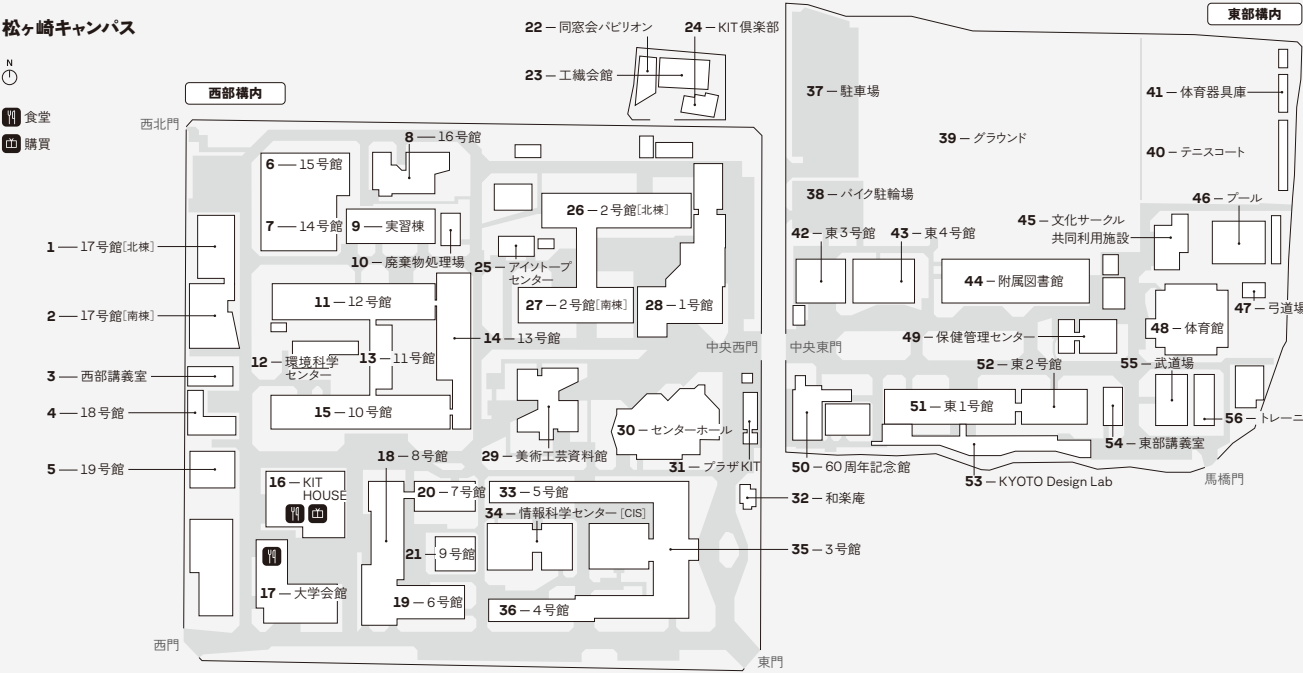 松ヶ崎キャンパス
N
食堂
購買
西部構内
東部構内
西北門
22 — 同窓会パビリオン
24 — KIT倶楽部
23 — 工繊会館
37 — 駐車場
41 — 体育器具庫
39 — グラウンド
40 — テニスコート
38 — バイク駐輪場
46 — プール
45 — 文化サークル
共同利用施設
8 — 16号館
6 — 15号館
7 — 14号館
9 — 実習棟
10 — 廃棄物処理場
26 — 2号館[北棟]
25 — アイソトープ
センター
1 — 17号館[北棟]
42 — 東3号館
43 — 東4号館
44 — 附属図書館
11 — 12号館
27 — 2号館[南棟]
28 — 1号館
47 — 弓道場
2 — 17号館[南棟]
48 — 体育館
49 — 保健管理センター
14 — 13号館
中央西門
中央東門
12 — 環境科学
センター
13 — 11号館
52 — 東2号館
55 — 武道場
3 — 西部講義室
4 — 18号館
15 — 10号館
51 — 東1号館
56 — トレーニ
30 — センターホール
54 — 東部講義室
18 — 8号館
29 — 美術工芸資料館
31 — プラザKIT
50 — 60周年記念館
5 — 19号館
53 — KYOTO Design Lab
馬橋門
16 — KIT
HOUSE
20 — 7号館
33 — 5号館
32 — 和楽庵
34 — 情報科学センター [CIS]
21 — 9号館
35 — 3号館
17 — 大学会館
19 — 6号館
36 — 4号館
西門
東門